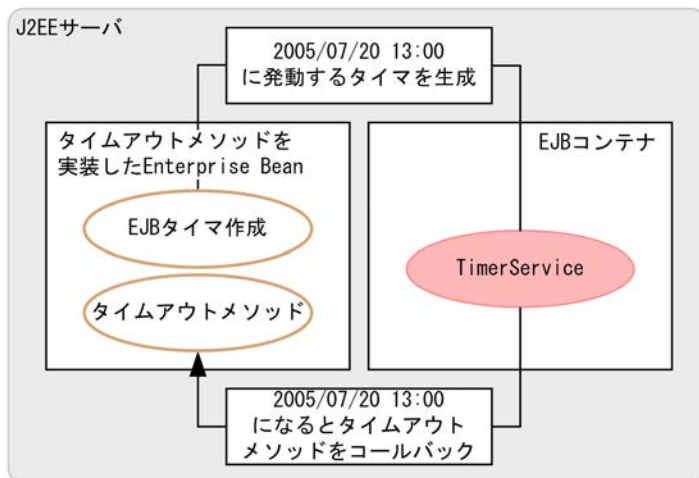 J2EEサーバ
2005/07/20 13:00
に発動するタイマを生成
タイムアウトメソッドを
実装したEnterprise Bean
EJBタイマ作成
タイムアウトメソッド
EJBコンテナ
TimerService
2005/07/20 13:00
になるとタイムアウト
メソッドをコールバック